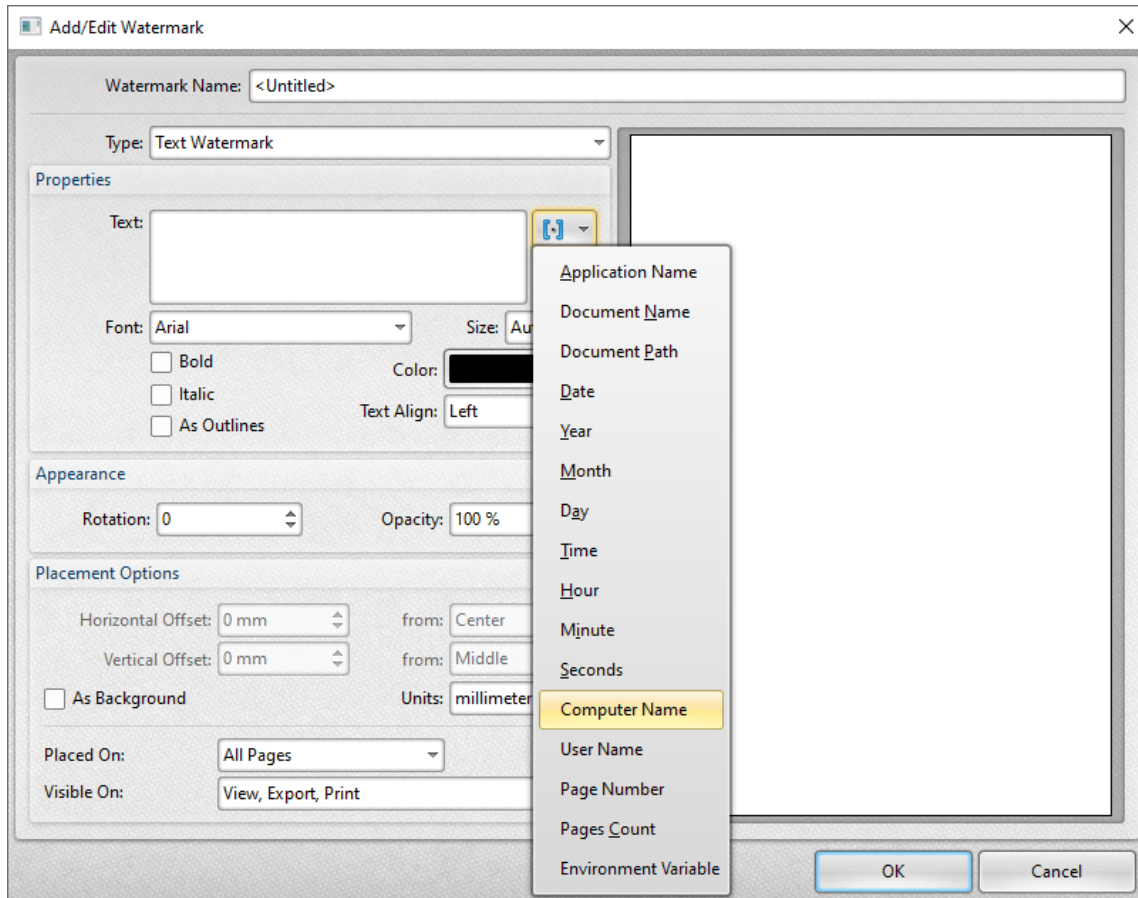 Add/Edit Watermark
Watermark Name: <Untitled>
Type: Text Watermark
Properties
Text:
Font: Arial
Size: Au
Bold
Italic
As Outlines
Color:
Text Align: Left
Appearance
Rotation: 0
Opacity: 100 %
Placement Options
Horizontal Offset: 0 mm
from: Center
Vertical Offset: 0 mm
from: Middle
As Background
Units: millimeter
Placed On: All Pages
Visible On: View, Export, Print
Application Name
Document Name
Document Path
Date
Year
Month
Day
Time
Hour
Minute
Seconds
Computer Name
User Name
Page Number
Pages Count
Environment Variable
OK
Cancel